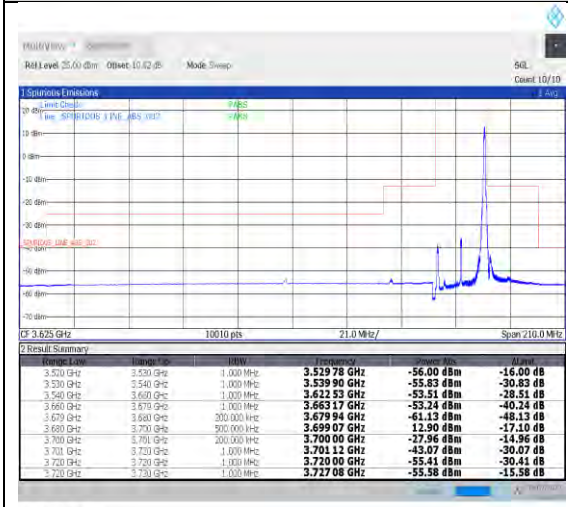 MultiView
Spectrum
Ref Level 25.00 dBm Offset 10.62 dB Mode Sweep
SGL
Count 10/10
1 Spurious Emissions
1 Avg
Limit Check PASS
Line _SPURIOUS_LINE_ABS_002 PASS
20 dBm
10 dBm
0 dBm
-10 dBm
-20 dBm
-30 dBm
_SPURIOUS_LINE_ABS_002
-50 dBm
-60 dBm
-70 dBm
CF 3.625 GHz 10010 pts 21.0 MHz/ Span 210.0 MHz
2 Result Summary
Range Low Range Up RBW Frequency Power Abs ΔLimit
3.520 GHz 3.530 GHz 1.000 MHz 3.529 78 GHz -56.00 dBm -16.00 dB
3.530 GHz 3.540 GHz 1.000 MHz 3.539 90 GHz -55.83 dBm -30.83 dB
3.540 GHz 3.660 GHz 1.000 MHz 3.622 53 GHz -53.51 dBm -28.51 dB
3.660 GHz 3.679 GHz 1.000 MHz 3.663 17 GHz -53.24 dBm -40.24 dB
3.679 GHz 3.680 GHz 200.000 kHz 3.679 94 GHz -61.13 dBm -48.13 dB
3.680 GHz 3.700 GHz 500.000 kHz 3.699 07 GHz 12.90 dBm -17.10 dB
3.700 GHz 3.701 GHz 200.000 kHz 3.700 00 GHz -27.96 dBm -14.96 dB
3.701 GHz 3.720 GHz 1.000 MHz 3.701 12 GHz -43.07 dBm -30.07 dB
3.720 GHz 3.720 GHz 1.000 MHz 3.720 00 GHz -55.41 dBm -30.41 dB
3.720 GHz 3.730 GHz 1.000 MHz 3.727 08 GHz -55.58 dBm -15.58 dB